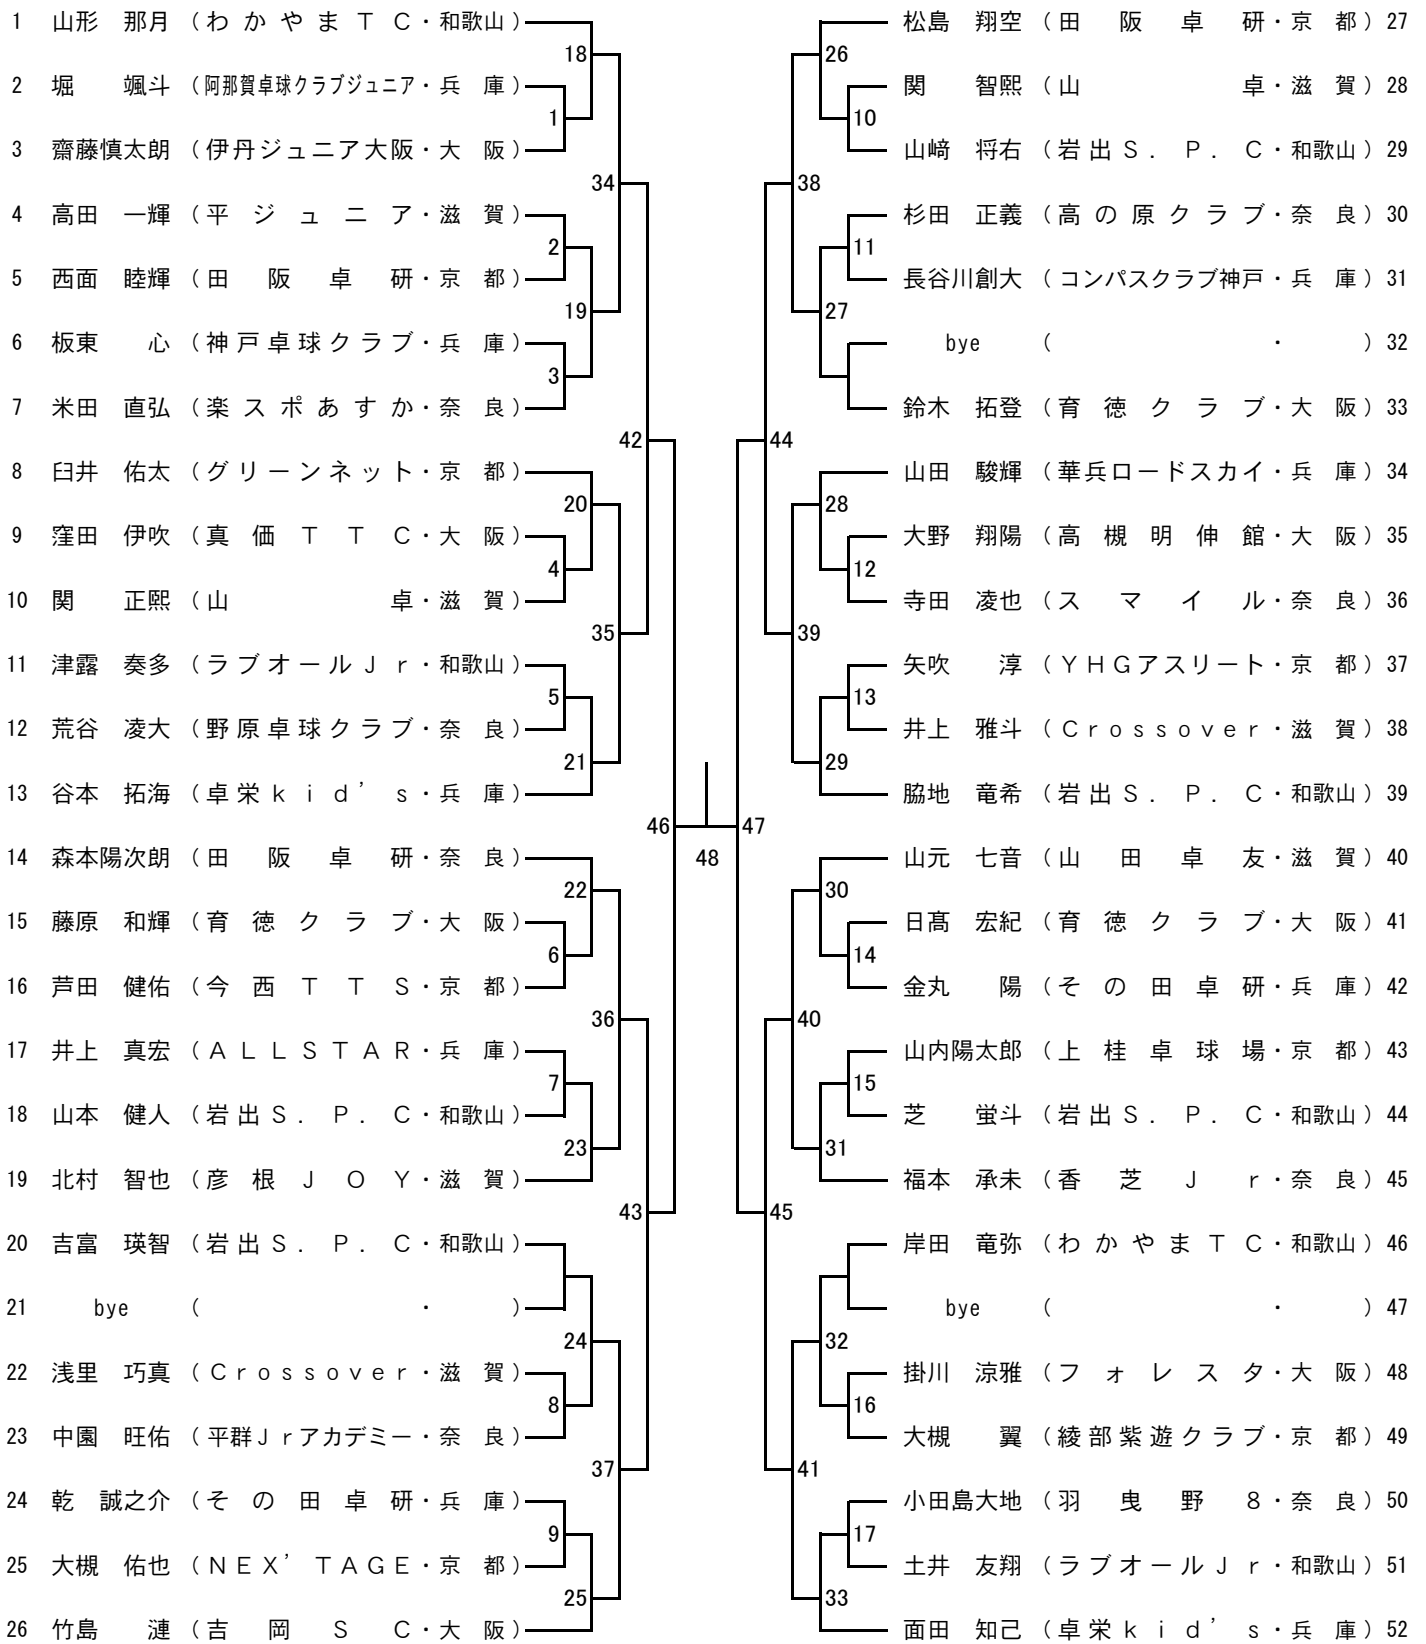 1 山形 那月 (わかやまTC・和歌山)
2 堀 颯斗 (阿那賀卓球クラブジュニア・兵庫)
3 齋藤慎太朗 (伊丹ジュニア大阪・大阪)
4 高田 一輝 (平ジュニア・滋賀)
5 西面 睦輝 (田阪卓研・京都)
6 板東 心 (神戸卓球クラブ・兵庫)
7 米田 直弘 (楽スポあすか・奈良)
8 臼井 佑太 (グリーンネット・京都)
9 窪田 伊吹 (真価TTC・大阪)
10 関 正熙 (山卓・滋賀)
11 津露 奏多 (ラブオールJr・和歌山)
12 荒谷 凌大 (野原卓球クラブ・奈良)
13 谷本 拓海 (卓栄kid's・兵庫)
14 森本陽次朗 (田阪卓研・奈良)
15 藤原 和輝 (育徳クラブ・大阪)
16 芦田 健佑 (今西TTS・京都)
17 井上 真宏 (ALLSTAR・兵庫)
18 山本 健人 (岩出S.P.C・和歌山)
19 北村 智也 (彦根JOY・滋賀)
20 吉富 瑛智 (岩出S.P.C・和歌山)
21 bye ( ・ )
22 浅里 巧真 (Crossover・滋賀)
23 中園 旺佑 (平群Jrアカデミー・奈良)
24 乾 誠之介 (その田卓研・兵庫)
25 大槻 佑也 (NEX'TAGE・京都)
26 竹島 漣 (吉岡SC・大阪)
18
1
34
2
19
3
42
20
4
35
5
21
46
22
6
36
7
23
43
24
8
37
9
25
48
26
10
38
11
27
44
28
12
39
13
29
47
30
14
40
15
31
45
32
16
41
17
33
松島 翔空 (田阪卓研・京都) 27
関 智熙 (山卓・滋賀) 28
山﨑 将右 (岩出S.P.C・和歌山) 29
杉田 正義 (高の原クラブ・奈良) 30
長谷川創大 (コンパスクラブ神戸・兵庫) 31
bye ( ・ ) 32
鈴木 拓登 (育徳クラブ・大阪) 33
山田 駿輝 (華兵ロードスカイ・兵庫) 34
大野 翔陽 (高槻明伸館・大阪) 35
寺田 凌也 (スマイル・奈良) 36
矢吹 淳 (YHGアスリート・京都) 37
井上 雅斗 (Crossover・滋賀) 38
脇地 竜希 (岩出S.P.C・和歌山) 39
山元 七音 (山田卓友・滋賀) 40
日髙 宏紀 (育徳クラブ・大阪) 41
金丸 陽 (その田卓研・兵庫) 42
山内陽太郎 (上桂卓球場・京都) 43
芝 蛍斗 (岩出S.P.C・和歌山) 44
福本 承未 (香芝Jr・奈良) 45
岸田 竜弥 (わかやまTC・和歌山) 46
bye ( ・ ) 47
掛川 涼雅 (フォレスタ・大阪) 48
大槻 翼 (綾部紫遊クラブ・京都) 49
小田島大地 (羽曳野8・奈良) 50
土井 友翔 (ラブオールJr・和歌山) 51
面田 知己 (卓栄kid's・兵庫) 52